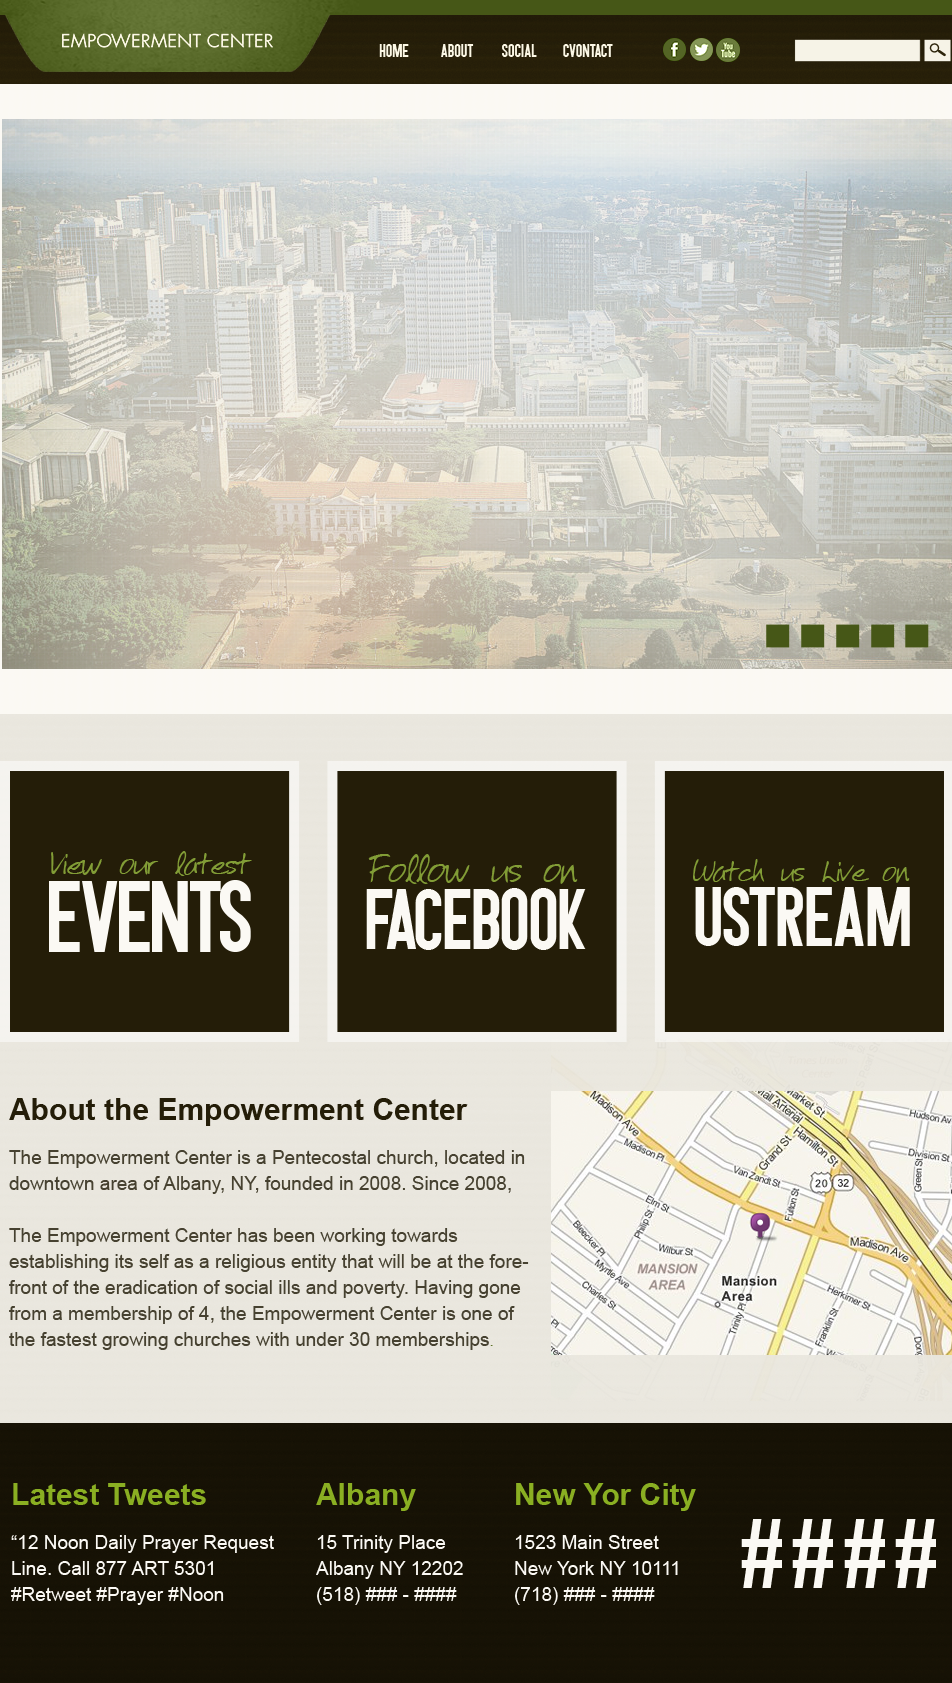 EMPOWERMENT CENTER
HOME ABOUT SOCIAL CVONTACT
f
You
Tube
View our latest
EVENTS
Follow us on
FACEBOOK
Watch us Live on
USTREAM
About the Empowerment Center
The Empowerment Center is a Pentecostal church, located in
downtown area of Albany, NY, founded in 2008. Since 2008,
The Empowerment Center has been working towards
establishing its self as a religious entity that will be at the fore-
front of the eradication of social ills and poverty. Having gone
from a membership of 4, the Empowerment Center is one of
the fastest growing churches with under 30 memberships.
Madison Ave
Market St
Mall Arterial
Hamilton St
Hudson Av
Division St
Green St
Grand St
Madison Pl
Van Zandt St
20
32
Fulton St
Elm St
Philip St
Bleecker Pl
Wilbur St
Madison Ave
Myrtle Ave
MANSION
AREA
Mansion
Area
Charles St
Herkimer St
Trinity Pl
Franklin St
Pl
Latest Tweets
“12 Noon Daily Prayer Request
Line. Call 877 ART 5301
#Retweet #Prayer #Noon
Albany
15 Trinity Place
Albany NY 12202
(518) ### - ####
New Yor City
1523 Main Street
New York NY 10111
(718) ### - ####
####